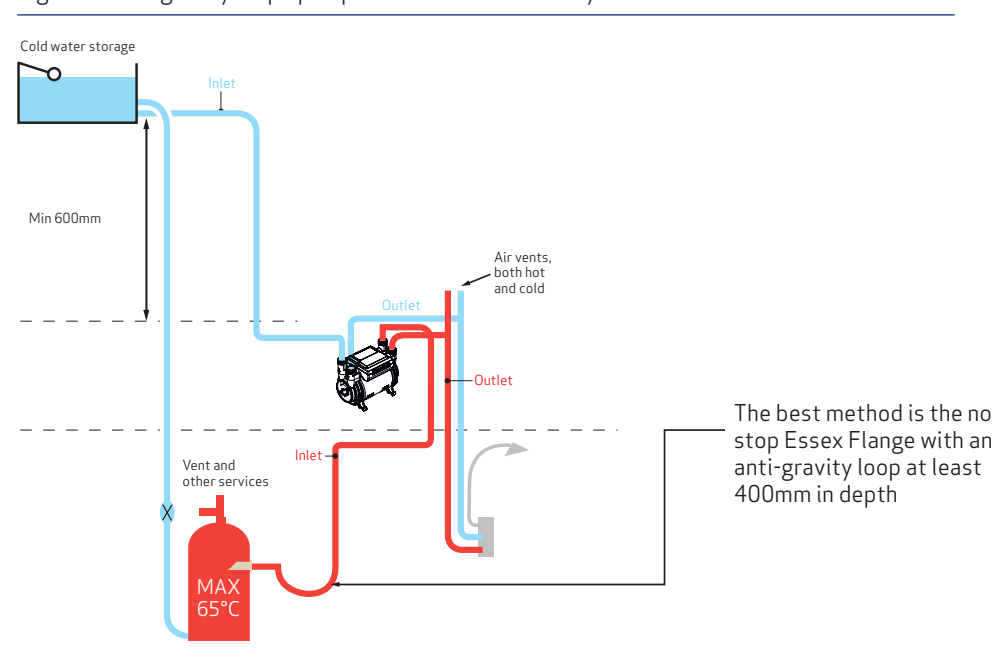 Cold water storage
Inlet
Min 600mm
Air vents,
both hot
and cold
Outlet
Outlet
The best method is the no
stop Essex Flange with an
anti-gravity loop at least
400mm in depth
Inlet
Vent and
other services
MAX
65°C